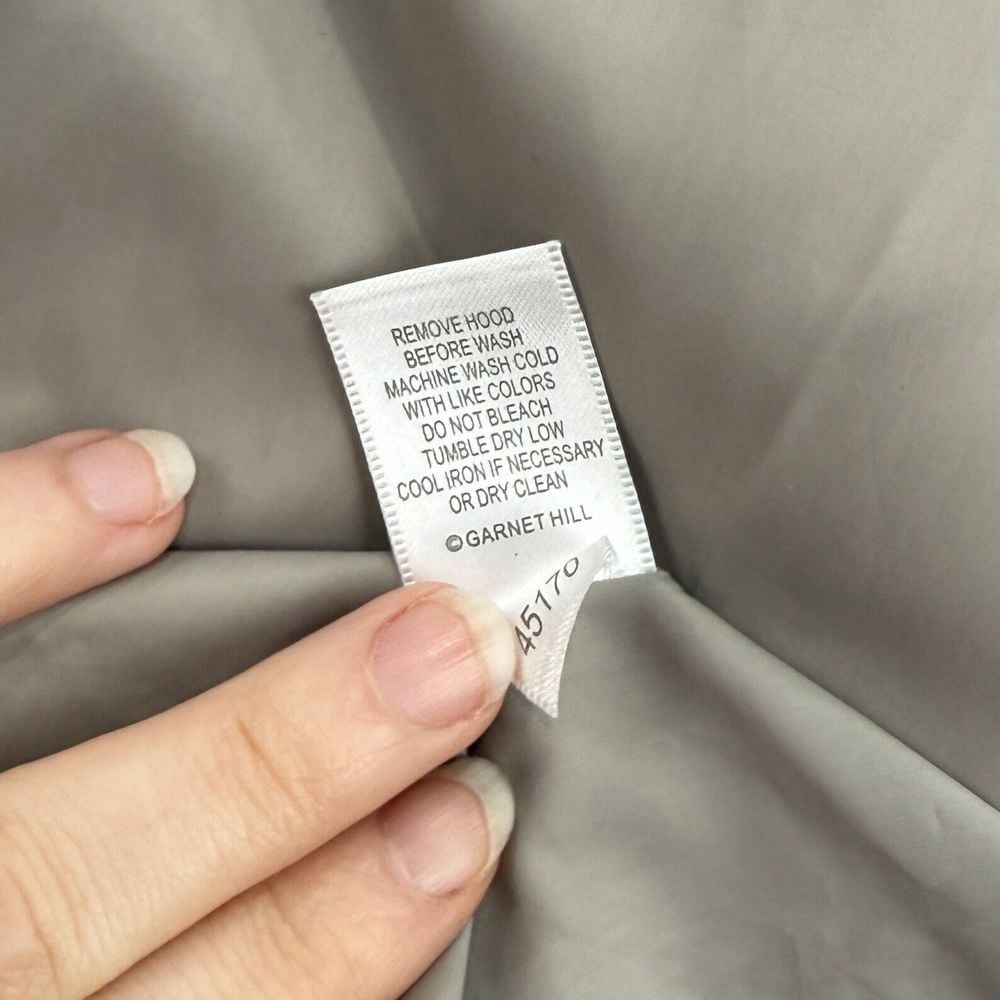 REMOVE HOOD
BEFORE WASH
MACHINE WASH COLD
WITH LIKE COLORS
DO NOT BLEACH
TUMBLE DRY LOW
COOL IRON IF NECESSARY
OR DRY CLEAN
©GARNET HILL